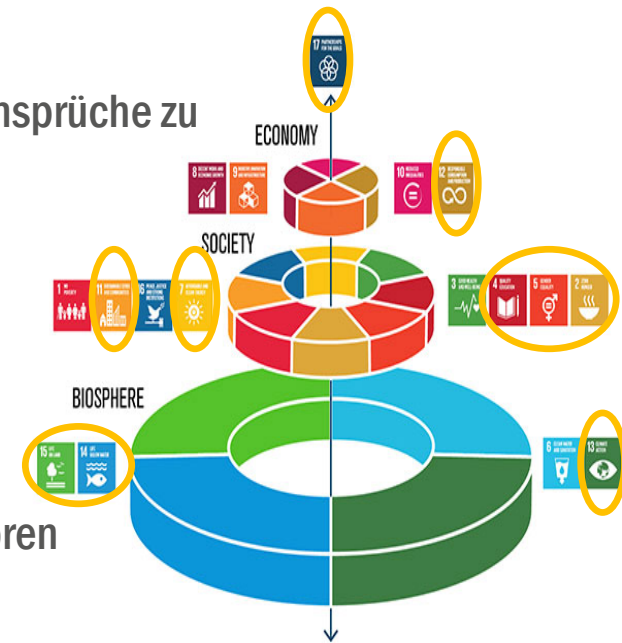 17 PARTNERSHIPS FOR THE GOALS
nsprüche zu
ECONOMY
8 DECENT WORK AND ECONOMIC GROWTH
9 INDUSTRY, INNOVATION AND INFRASTRUCTURE
10 REDUCED INEQUALITIES
12 RESPONSIBLE CONSUMPTION AND PRODUCTION
SOCIETY
1 NO POVERTY
11 SUSTAINABLE CITIES AND COMMUNITIES
16 PEACE, JUSTICE AND STRONG INSTITUTIONS
7 AFFORDABLE AND CLEAN ENERGY
3 GOOD HEALTH AND WELL-BEING
4 QUALITY EDUCATION
5 GENDER EQUALITY
2 ZERO HUNGER
BIOSPHERE
15 LIFE ON LAND
14 LIFE BELOW WATER
6 CLEAN WATER AND SANITATION
13 CLIMATE ACTION
ren